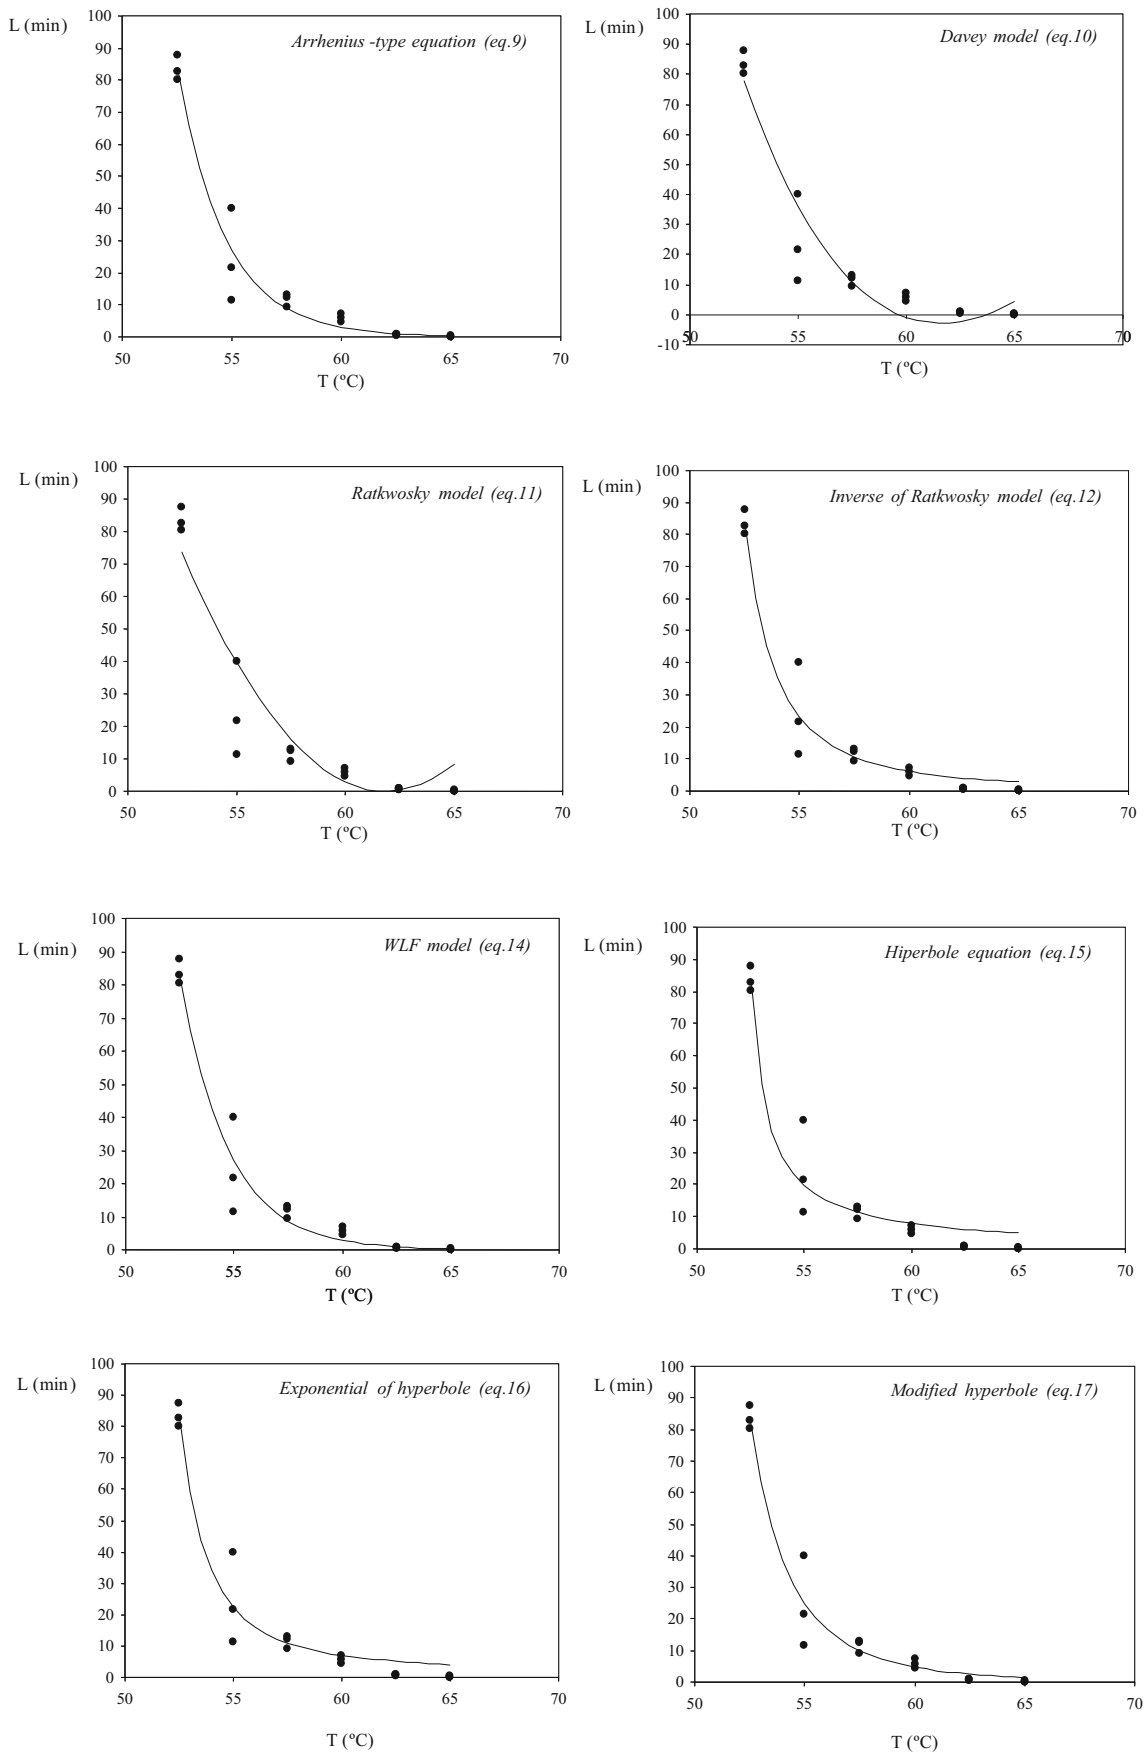 L (min)
Arrhenius -type equation (eq.9)
100
90
80
70
60
50
40
30
20
10
0
50 55 60 65 70
T (ºC)
L (min)
Davey model (eq.10)
100
90
80
70
60
50
40
30
20
10
0
-10
50 55 60 65 70
T (ºC)
L (min)
Ratkwosky model (eq.11)
100
90
80
70
60
50
40
30
20
10
0
50 55 60 65 70
T (ºC)
L (min)
Inverse of Ratkwosky model (eq.12)
100
90
80
70
60
50
40
30
20
10
0
50 55 60 65 70
T (ºC)
L (min)
WLF model (eq.14)
100
90
80
70
60
50
40
30
20
10
0
50 55 60 65 70
T (ºC)
L (min)
Hiperbole equation (eq.15)
100
90
80
70
60
50
40
30
20
10
0
50 55 60 65 70
T (ºC)
L (min)
Exponential of hyperbole (eq.16)
100
90
80
70
60
50
40
30
20
10
0
50 55 60 65 70
T (ºC)
L (min)
Modified hyperbole (eq.17)
100
90
80
70
60
50
40
30
20
10
0
50 55 60 65 70
T (ºC)